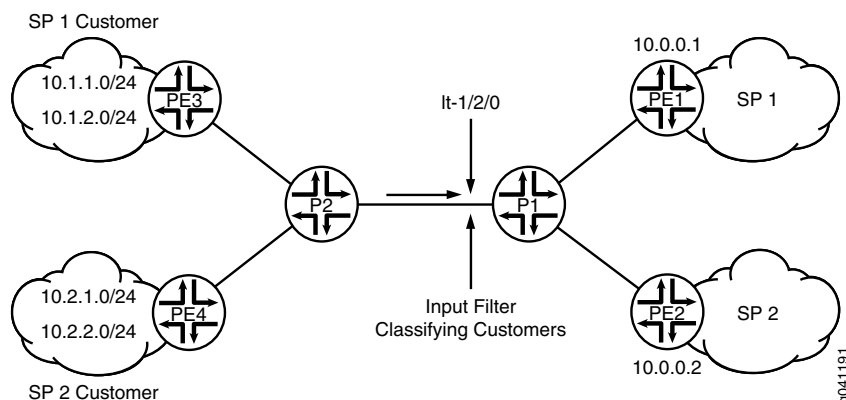 SP 1 Customer
10.1.1.0/24
10.1.2.0/24
PE3
lt-1/2/0
10.0.0.1
PE1
SP 1
P2
P1
10.2.1.0/24
10.2.2.0/24
PE4
SP 2 Customer
Input Filter
Classifying Customers
PE2
SP 2
10.0.0.2
g041191